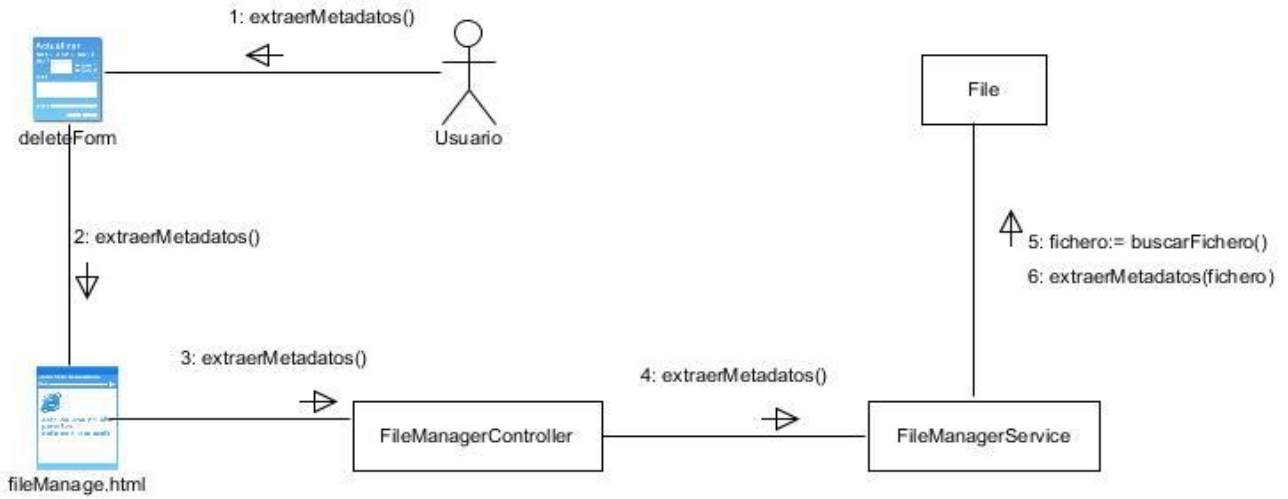 1: extraerMetadatos()
Actualizar
deleteForm
Usuario
File
2: extraerMetadatos()
5: fichero:= buscarFichero()
6: extraerMetadatos(fichero)
3: extraerMetadatos()
4: extraerMetadatos()
FileManagerController
FileManagerService
fileManage.html